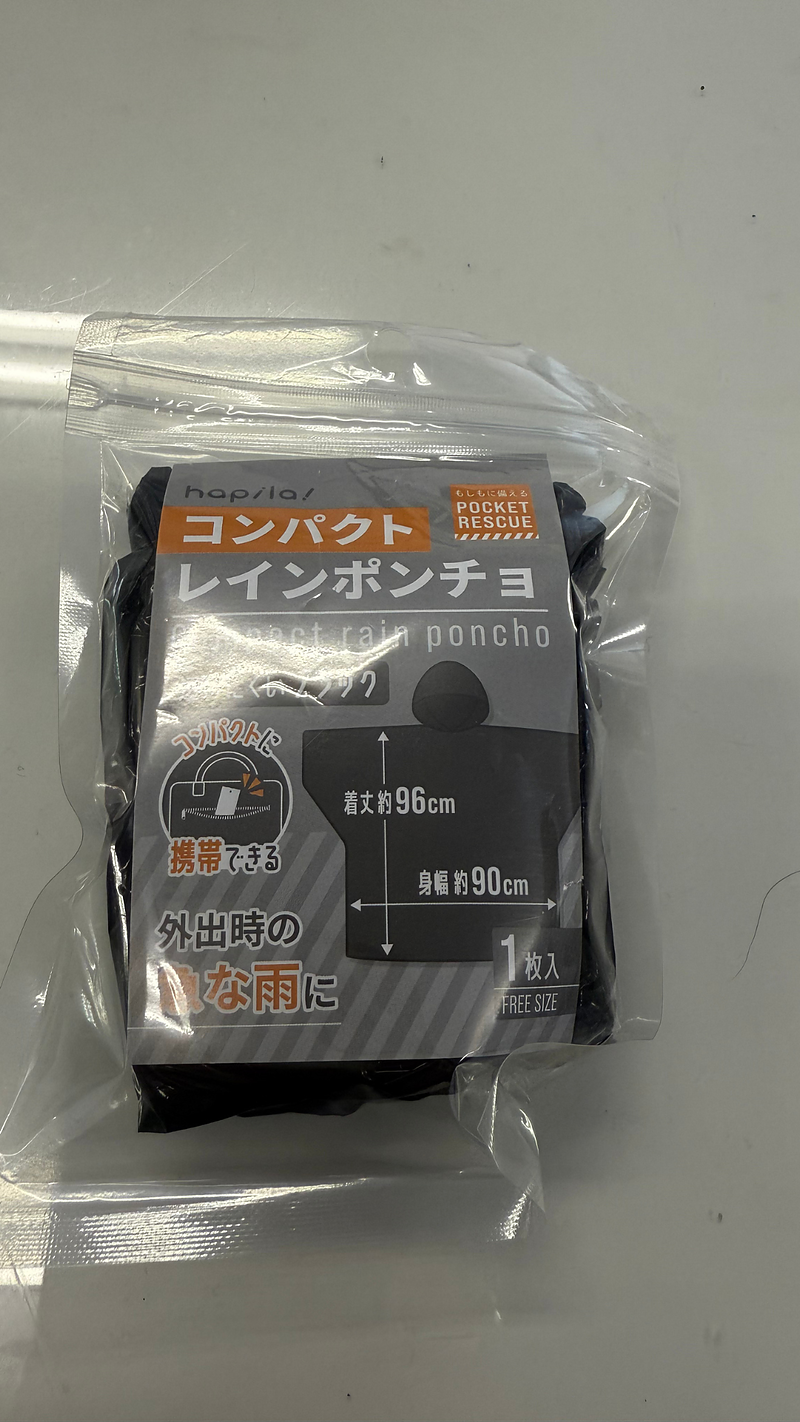 hapila!
もしもに備える
POCKET
RESCUE
コンパクト
レインポンチョ
compact rain poncho
コンパクトに
携帯できる
着丈約96cm
身幅約90cm
外出時の
な雨に
1枚入
FREE SIZE